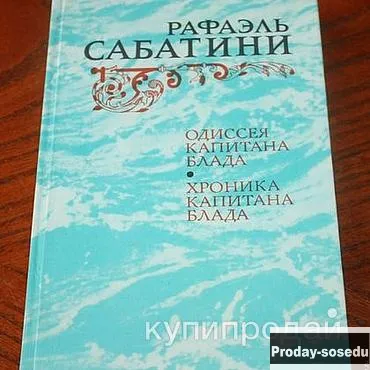 РАФАЭЛЬ
САБАТИНИ
ОДИССЕЯ
КАПИТАНА
БЛАДА
•
ХРОНИКА
КАПИТАНА
БЛАДА
купипродай
Proday-sosedu